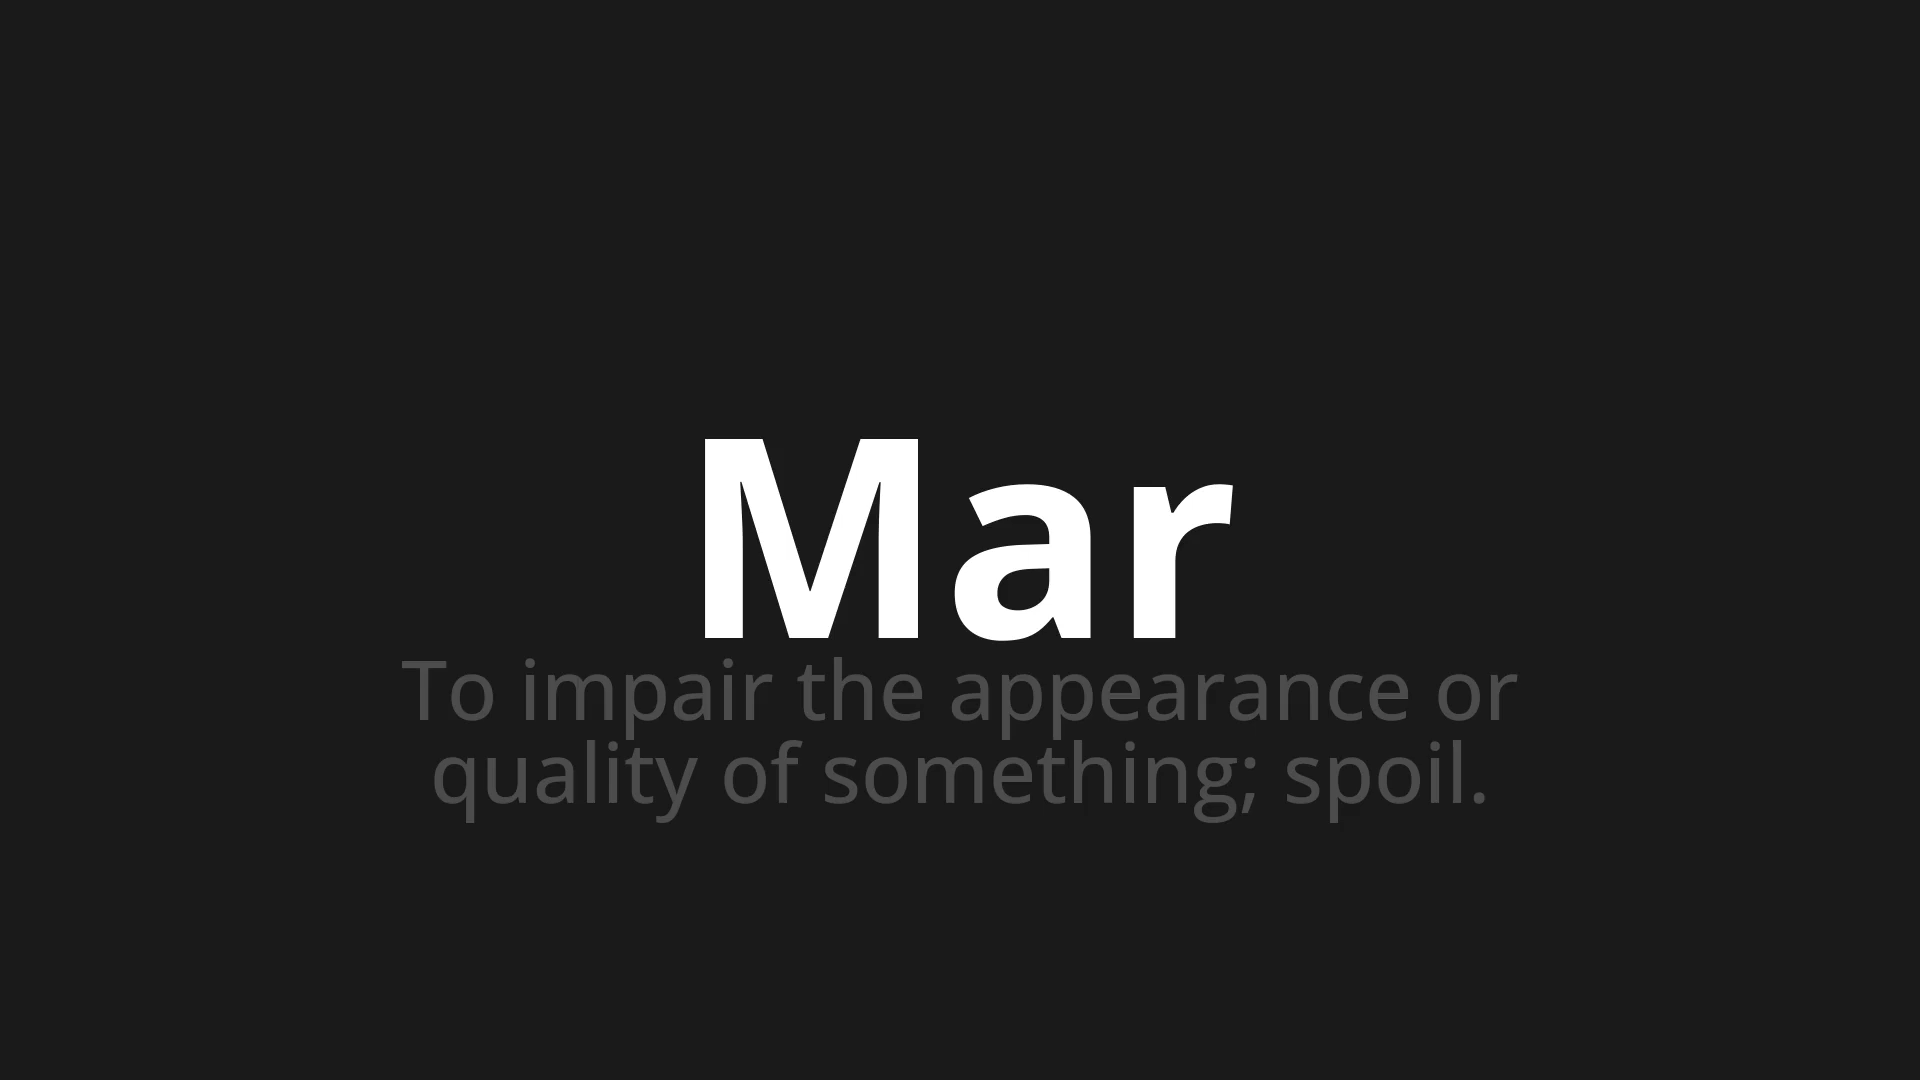 Mar
To impair the appearance or
quality of something; spoil.